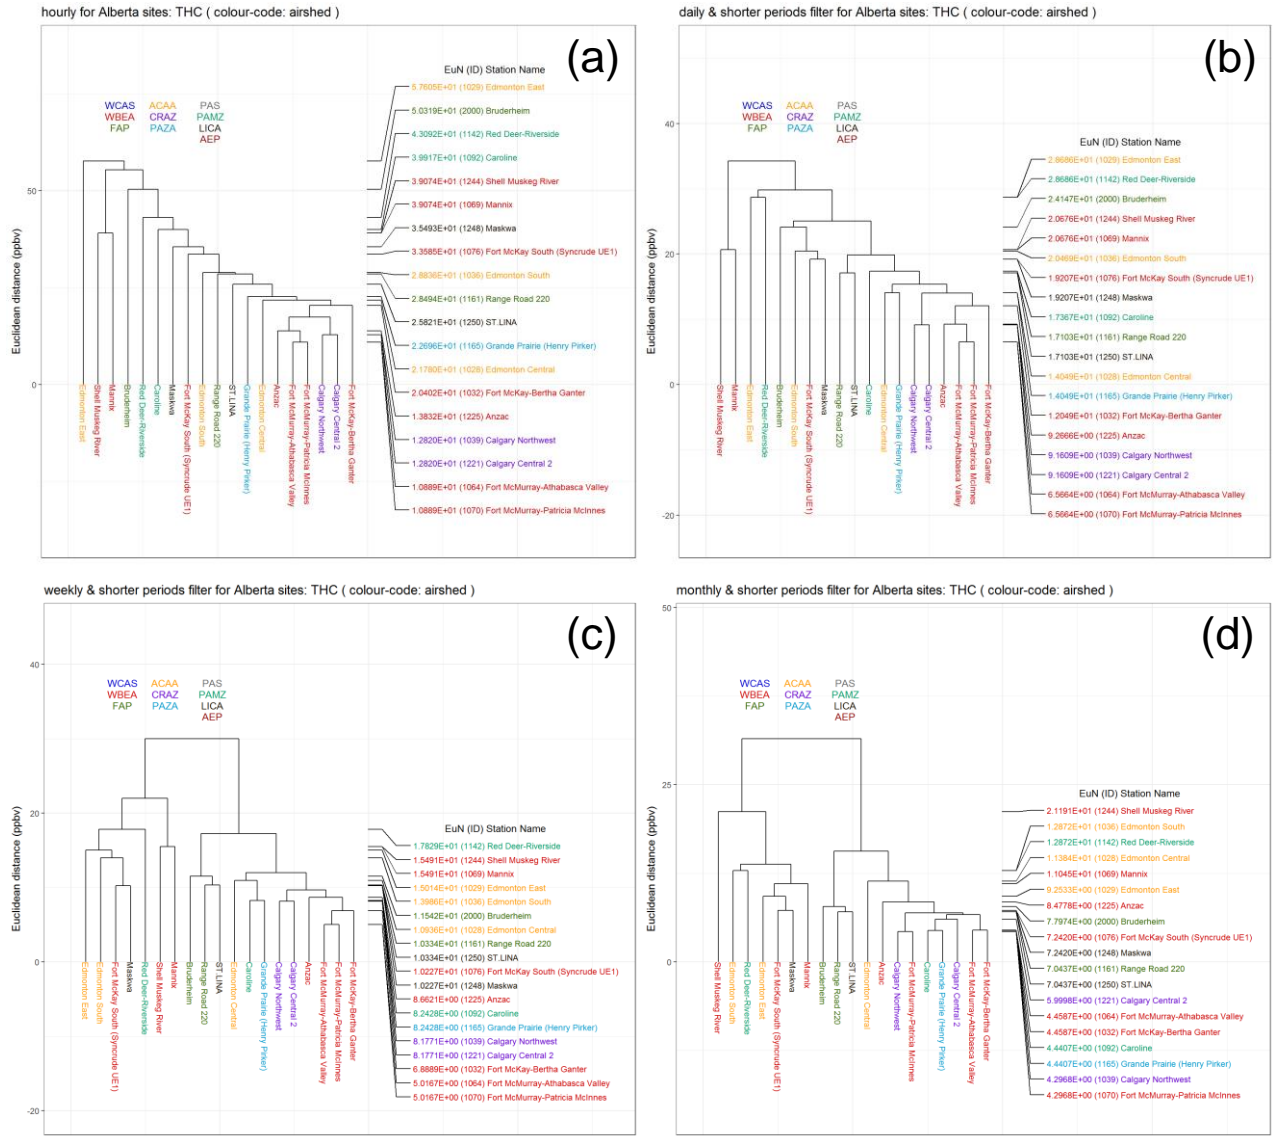 hourly for Alberta sites: THC ( colour-code: airshed )
(a)
EuN (ID) Station Name
5.7605E+01 (1029) Edmonton East
5.0319E+01 (2000) Bruderheim
4.3092E+01 (1142) Red Deer-Riverside
3.9917E+01 (1092) Caroline
3.9074E+01 (1244) Shell Muskeg River
3.9074E+01 (1069) Mannix
3.5493E+01 (1248) Maskwa
3.3585E+01 (1076) Fort McKay South (Syncrude UE1)
2.8836E+01 (1036) Edmonton South
2.8494E+01 (1161) Range Road 220
2.5821E+01 (1250) ST.LINA
2.2696E+01 (1165) Grande Prairie (Henry Pirker)
2.1780E+01 (1028) Edmonton Central
2.0402E+01 (1032) Fort McKay-Bertha Ganter
1.3832E+01 (1225) Anzac
1.2820E+01 (1039) Calgary Northwest
1.2820E+01 (1221) Calgary Central 2
1.0889E+01 (1064) Fort McMurray-Athabasca Valley
1.0889E+01 (1070) Fort McMurray-Patricia McInnes
WCAS ACAA PAS
WBEA CRAZ PAMZ
FAP PAZA LICA
AEP
Euclidean distance (ppbv)
50
0
Edmonton East
Shell Muskeg River
Mannix
Bruderheim
Red Deer-Riverside
Caroline
Maskwa
Fort McKay South (Syncrude UE1)
Edmonton South
Range Road 220
ST.LINA
Grande Prairie (Henry Pirker)
Edmonton Central
Anzac
Fort McMurray-Athabasca Valley
Fort McMurray-Patricia McInnes
Calgary Northwest
Calgary Central 2
Fort McKay-Bertha Ganter
daily & shorter periods filter for Alberta sites: THC ( colour-code: airshed )
(b)
EuN (ID) Station Name
2.8686E+01 (1029) Edmonton East
2.8686E+01 (1142) Red Deer-Riverside
2.4147E+01 (2000) Bruderheim
2.0676E+01 (1244) Shell Muskeg River
2.0676E+01 (1069) Mannix
2.0469E+01 (1036) Edmonton South
1.9207E+01 (1076) Fort McKay South (Syncrude UE1)
1.9207E+01 (1248) Maskwa
1.7367E+01 (1092) Caroline
1.7103E+01 (1161) Range Road 220
1.7103E+01 (1250) ST.LINA
1.4049E+01 (1028) Edmonton Central
1.4049E+01 (1165) Grande Prairie (Henry Pirker)
1.2049E+01 (1032) Fort McKay-Bertha Ganter
9.2666E+00 (1225) Anzac
9.1609E+00 (1039) Calgary Northwest
9.1609E+00 (1221) Calgary Central 2
6.5664E+00 (1064) Fort McMurray-Athabasca Valley
6.5664E+00 (1070) Fort McMurray-Patricia McInnes
WCAS ACAA PAS
WBEA CRAZ PAMZ
FAP PAZA LICA
AEP
Euclidean distance (ppbv)
40
20
0
-20
Shell Muskeg River
Mannix
Edmonton East
Red Deer-Riverside
Bruderheim
Edmonton South
Fort McKay South (Syncrude UE1)
Maskwa
Range Road 220
ST.LINA
Caroline
Edmonton Central
Grande Prairie (Henry Pirker)
Calgary Northwest
Calgary Central 2
Anzac
Fort McMurray-Athabasca Valley
Fort McMurray-Patricia McInnes
Fort McKay-Bertha Ganter
weekly & shorter periods filter for Alberta sites: THC ( colour-code: airshed )
(c)
EuN (ID) Station Name
1.7829E+01 (1142) Red Deer-Riverside
1.5491E+01 (1244) Shell Muskeg River
1.5491E+01 (1069) Mannix
1.5014E+01 (1029) Edmonton East
1.3986E+01 (1036) Edmonton South
1.1542E+01 (2000) Bruderheim
1.0936E+01 (1028) Edmonton Central
1.0334E+01 (1161) Range Road 220
1.0334E+01 (1250) ST.LINA
1.0227E+01 (1076) Fort McKay South (Syncrude UE1)
1.0227E+01 (1248) Maskwa
8.6621E+00 (1225) Anzac
8.2428E+00 (1092) Caroline
8.2428E+00 (1165) Grande Prairie (Henry Pirker)
8.1771E+00 (1039) Calgary Northwest
8.1771E+00 (1221) Calgary Central 2
6.8889E+00 (1032) Fort McKay-Bertha Ganter
5.0167E+00 (1064) Fort McMurray-Athabasca Valley
5.0167E+00 (1070) Fort McMurray-Patricia McInnes
WCAS ACAA PAS
WBEA CRAZ PAMZ
FAP PAZA LICA
AEP
Euclidean distance (ppbv)
40
20
0
-20
Edmonton East
Edmonton South
Fort McKay South (Syncrude UE1)
Maskwa
Red Deer-Riverside
Shell Muskeg River
Mannix
Bruderheim
Range Road 220
ST.LINA
Edmonton Central
Caroline
Grande Prairie (Henry Pirker)
Calgary Northwest
Calgary Central 2
Anzac
Fort McMurray-Athabasca Valley
Fort McMurray-Patricia McInnes
Fort McKay-Bertha Ganter
monthly & shorter periods filter for Alberta sites: THC ( colour-code: airshed )
(d)
EuN (ID) Station Name
2.1191E+01 (1244) Shell Muskeg River
1.2872E+01 (1036) Edmonton South
1.2872E+01 (1142) Red Deer-Riverside
1.1384E+01 (1028) Edmonton Central
1.1045E+01 (1069) Mannix
9.2533E+00 (1029) Edmonton East
8.4778E+00 (1225) Anzac
7.7974E+00 (2000) Bruderheim
7.2420E+00 (1076) Fort McKay South (Syncrude UE1)
7.2420E+00 (1248) Maskwa
7.0437E+00 (1161) Range Road 220
7.0437E+00 (1250) ST.LINA
5.9998E+00 (1221) Calgary Central 2
4.4587E+00 (1064) Fort McMurray-Athabasca Valley
4.4587E+00 (1032) Fort McKay-Bertha Ganter
4.4407E+00 (1092) Caroline
4.4407E+00 (1165) Grande Prairie (Henry Pirker)
4.2968E+00 (1039) Calgary Northwest
4.2968E+00 (1070) Fort McMurray-Patricia McInnes
WCAS ACAA PAS
WBEA CRAZ PAMZ
FAP PAZA LICA
AEP
Euclidean distance (ppbv)
50
25
0
Shell Muskeg River
Edmonton South
Red Deer-Riverside
Edmonton East
Fort McKay South (Syncrude UE1)
Maskwa
Mannix
Bruderheim
Range Road 220
ST.LINA
Edmonton Central
Anzac
Calgary Northwest
Fort McMurray-Patricia McInnes
Caroline
Grande Prairie (Henry Pirker)
Calgary Central 2
Fort McMurray-Athabasca Valley
Fort McKay-Bertha Ganter